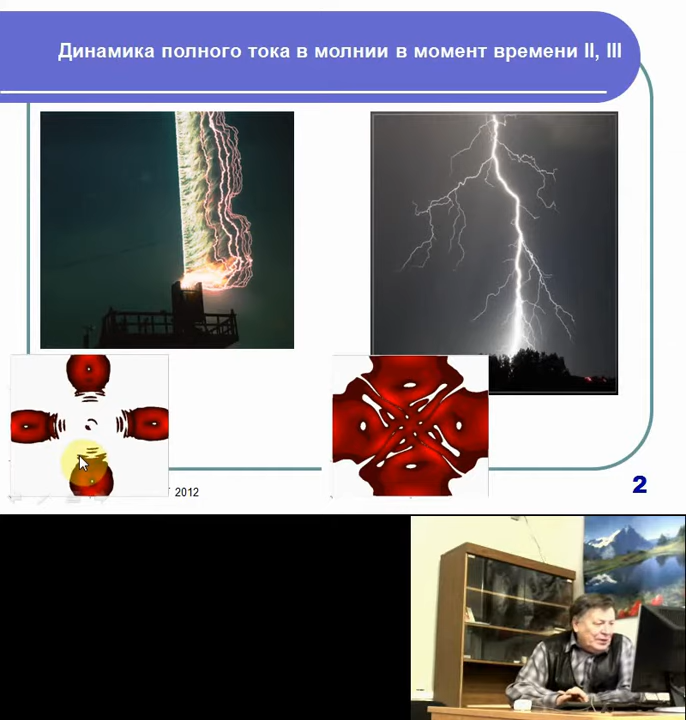 Динамика полного тока в молнии в момент времени II, III
2012
2